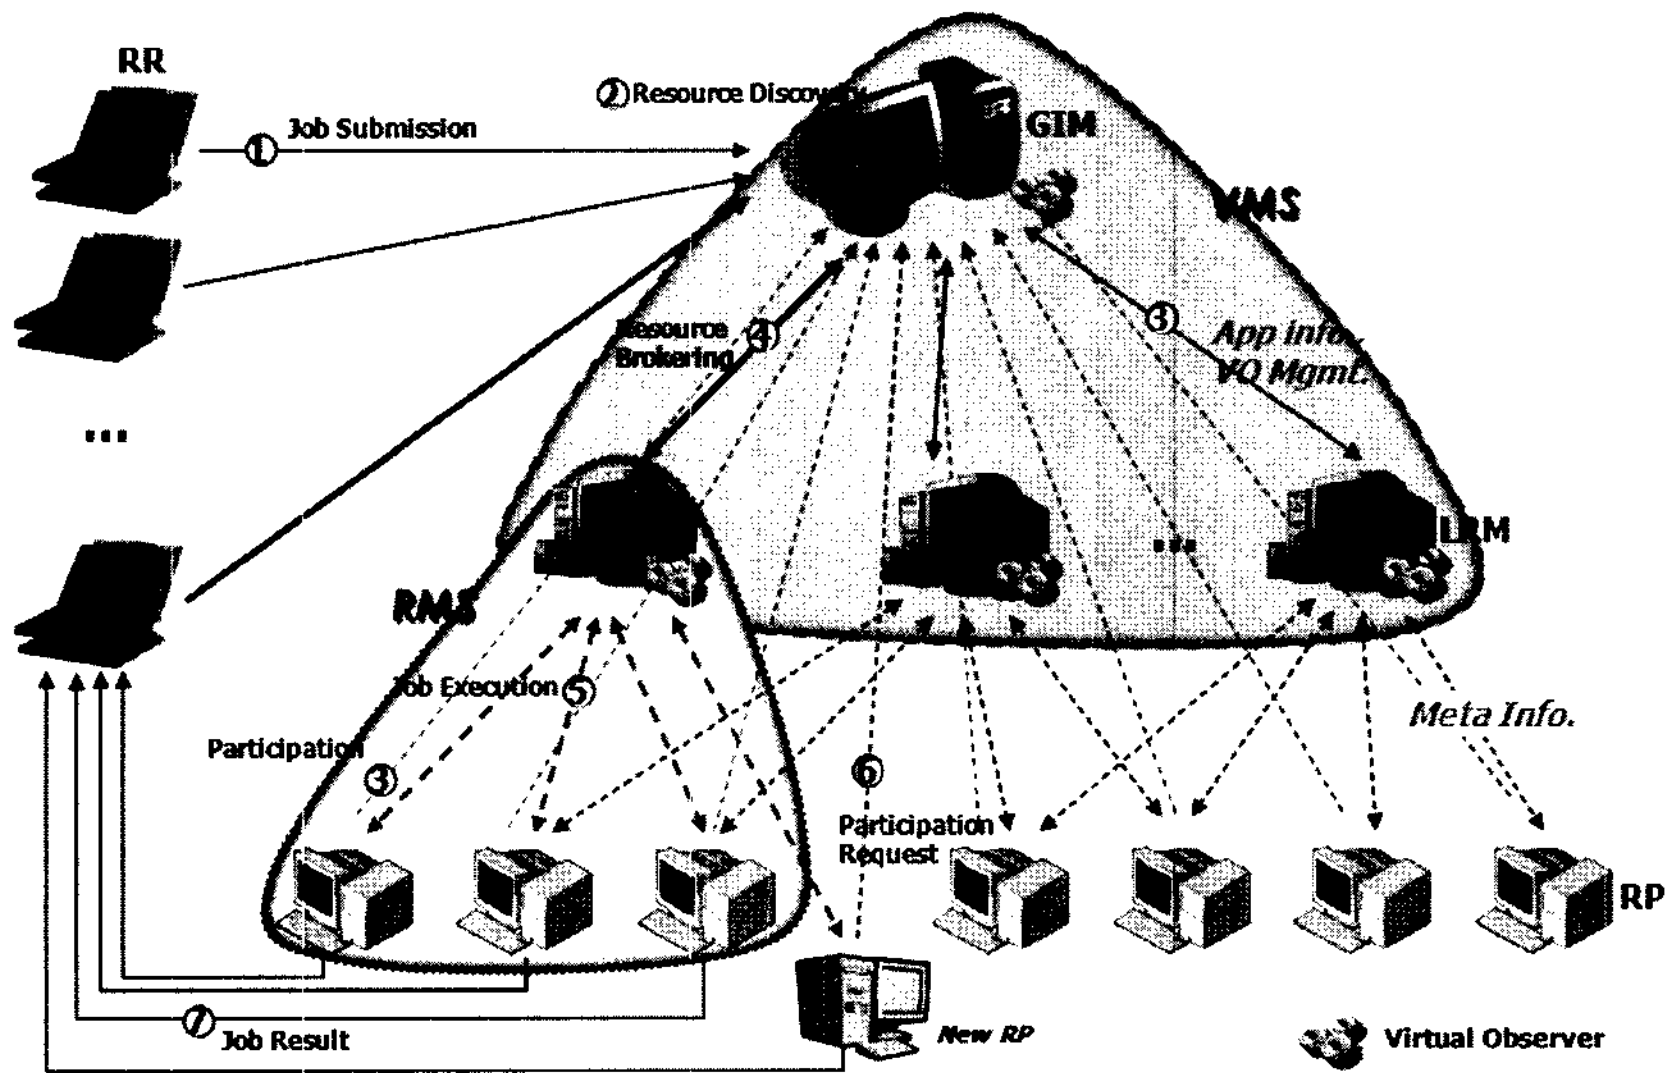 RR
② Resource Discovery
① Job Submission
GIM
VMS
Resource
Brokering
④
③
App info.,
VO Mgmt.
...
...
LRM
RMS
Job Execution ⑤
Meta Info.
Participation
③
⑥
Participation
Request
RP
⑦
Job Result
New RP
Virtual Observer